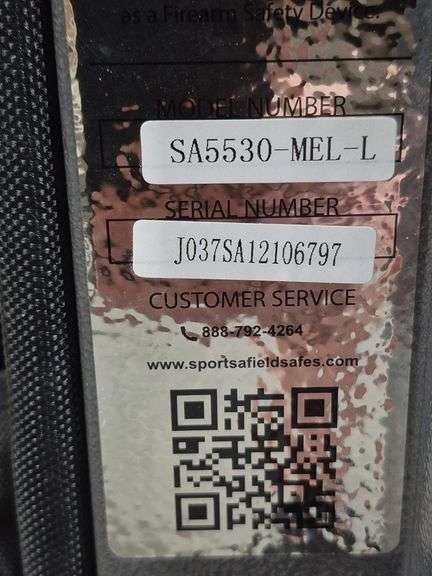 as a Firearm Safety Device.
MODEL NUMBER
SA5530-MEL-L
SERIAL NUMBER
J037SA12106797
CUSTOMER SERVICE
888-792-4264
www.sportsafieldsafes.com